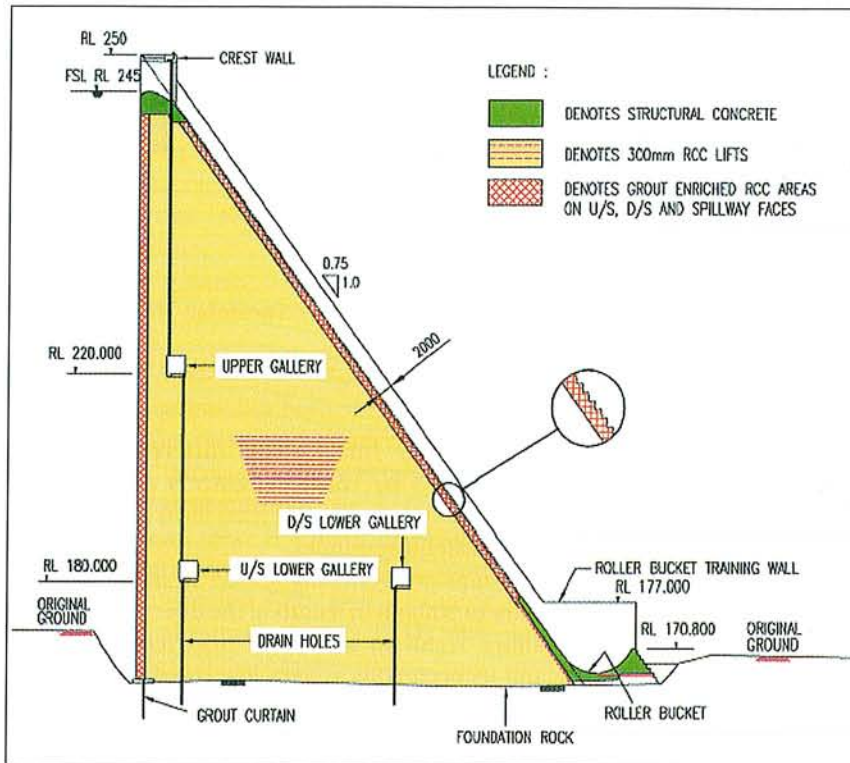 RL 250
CREST WALL
FSL RL 245
LEGEND :
DENOTES STRUCTURAL CONCRETE
DENOTES 300mm RCC LIFTS
DENOTES GROUT ENRICHED RCC AREAS
ON U/S, D/S AND SPILLWAY FACES
0.75
1.0
2000
RL 220.000
UPPER GALLERY
D/S LOWER GALLERY
RL 180.000
U/S LOWER GALLERY
ROLLER BUCKET TRAINING WALL
RL 177.000
ORIGINAL
GROUND
DRAIN HOLES
RL 170.800
ORIGINAL
GROUND
GROUT CURTAIN
ROLLER BUCKET
FOUNDATION ROCK